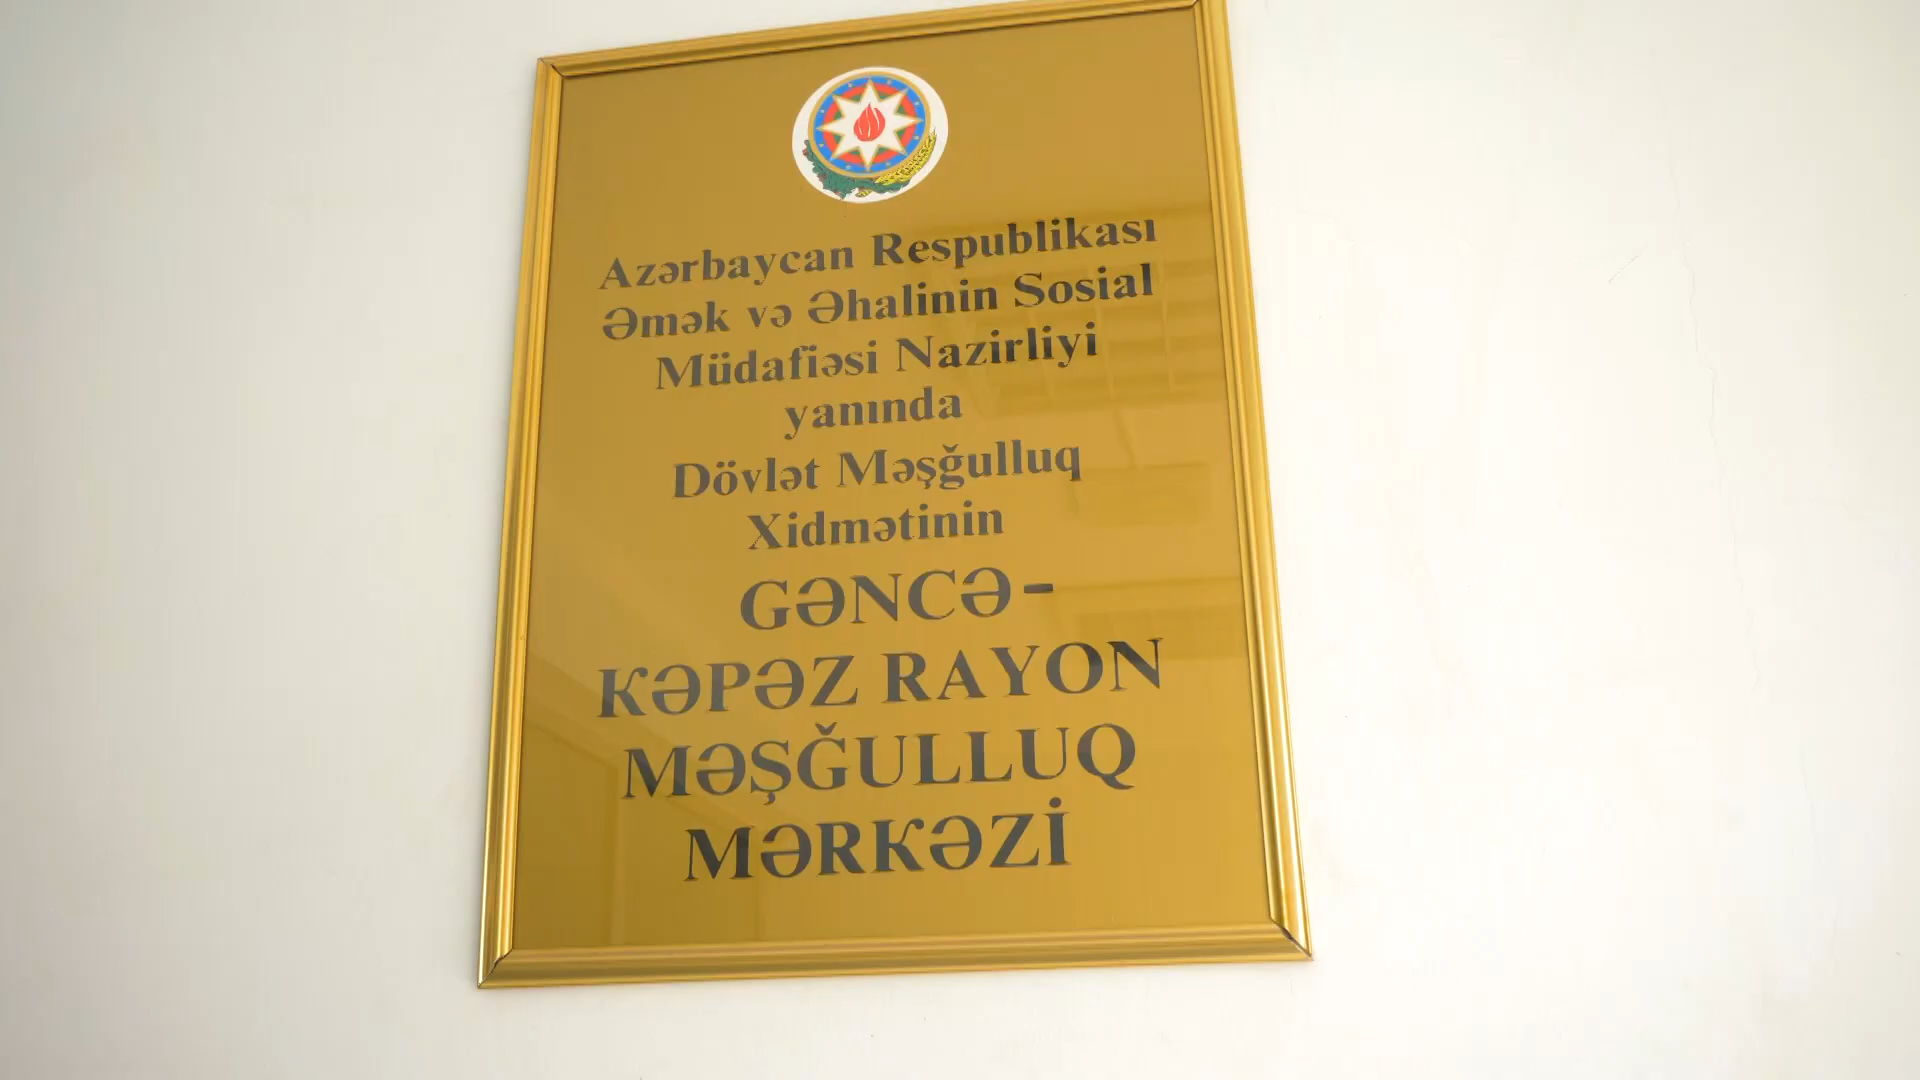 Azərbaycan Respublikası
Əmək və Əhalinin Sosial
Müdafiəsi Nazirliyi
yanında
Dövlət Məşğulluq
Xidmətinin
GƏNCƏ-
KƏPƏZ RAYON
MƏŞĞULLUQ
MƏRKƏZİ